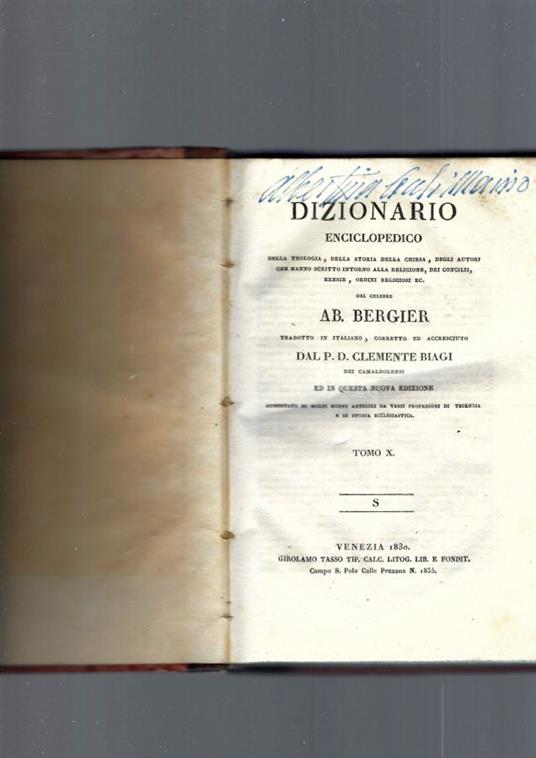 DIZIONARIO
ENCICLOPEDICO
DELLA TEOLOGIA, DELLA STORIA DELLA CHIESA, DEGLI AUTORI
CHE HANNO SCRITTO INTORNO ALLA RELIGIONE, DEI CONCILII,
ERESIE, ORDINI RELIGIOSI EC.
DEL CELEBRE
AB. BERGIER
TRADOTTO IN ITALIANO, CORRETTO ED ACCRESCIUTO
DAL P. D. CLEMENTE BIAGI
DEI CAMALDOLENSI
ED IN QUESTA NUOVA EDIZIONE
AUMENTATO DI MOLTI NUOVI ARTICOLI DA VARII PROFESSORI DI TEOLOGIA
E DI STORIA ECCLESIASTICA.
TOMO X.
S
VENEZIA 1830.
GIROLAMO TASSO TIP. CALC. LITOG. LIB. E FONDIT.
Campo S. Polo Calle Pezzana N. 1855.